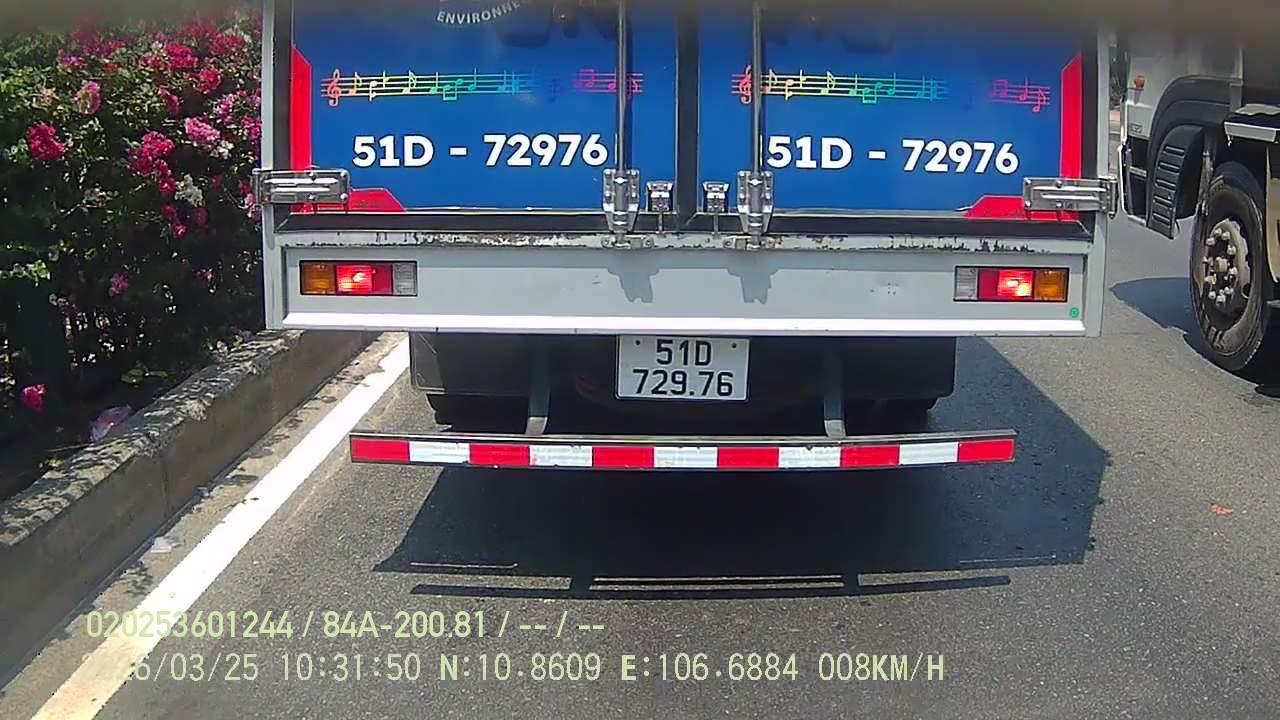 51D - 72976
51D - 72976
51D
729.76
020253601244 / 84A-200.81 / -- / --
2026/03/25 10:31:50 N:10.8609 E:106.6884 008KM/H